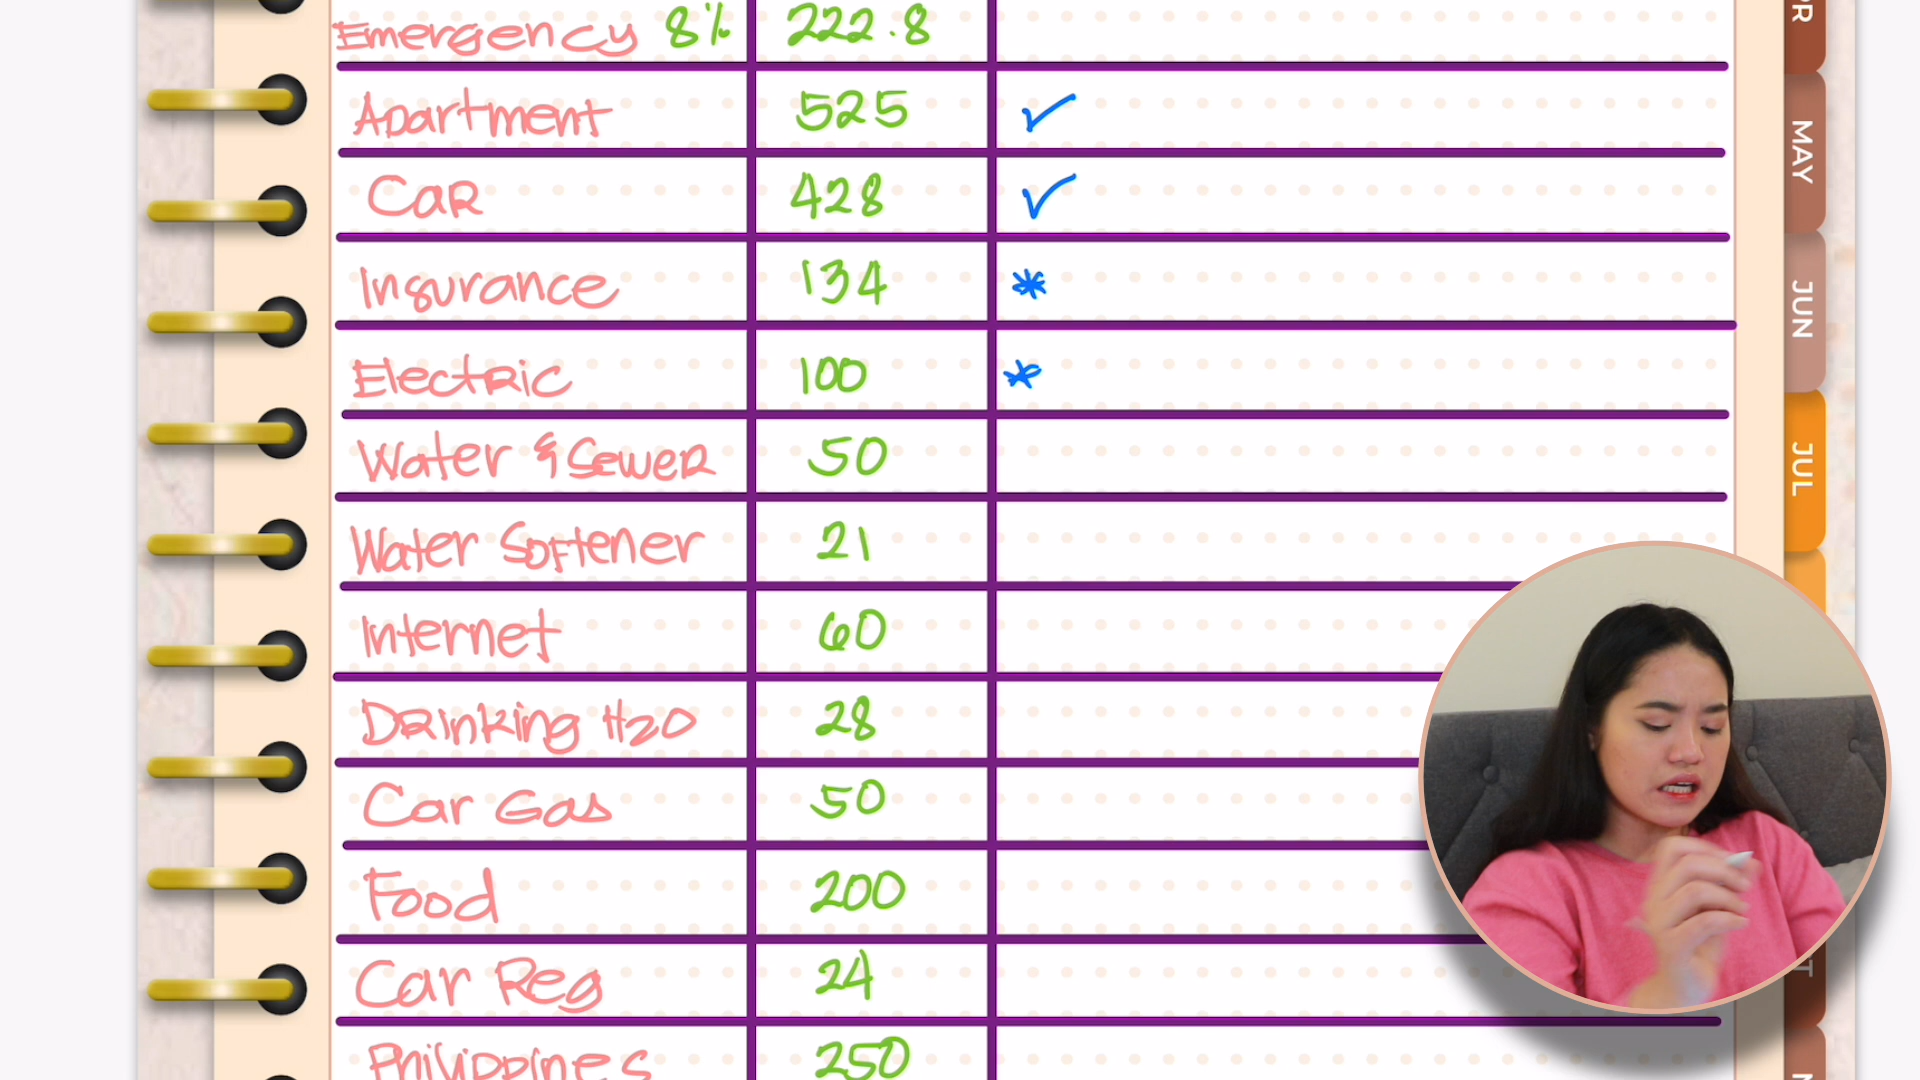 Emergency 8% 222.8
Apartment 525 ✓
Car 428 ✓
Insurance 134 *
Electric 100 *
Water & Sewer 50
Water Softener 21
Internet 60
Drinking H2O 28
Car Gas 50
Food 200
Car Reg 24
Philippines 250
PR
MAY
JUN
JUL
T